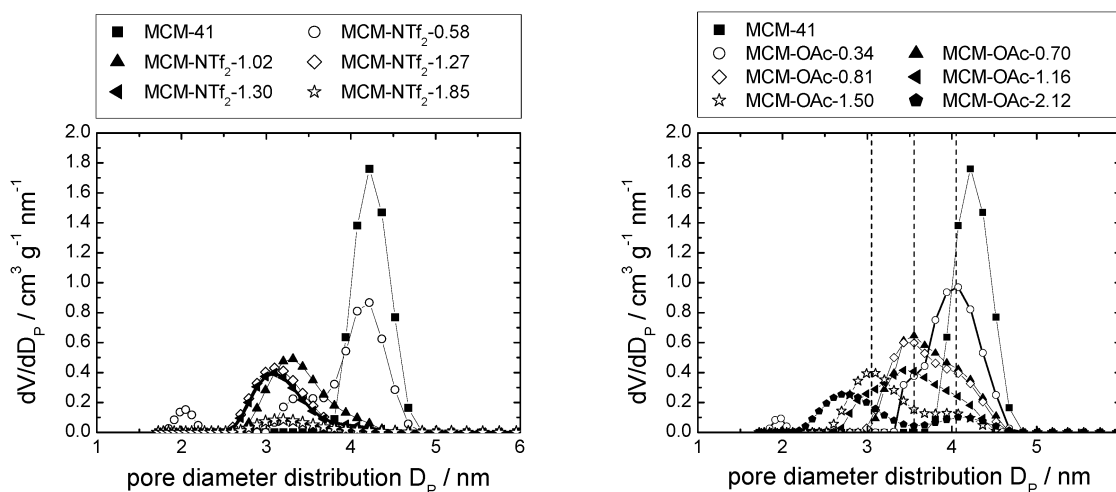 MCM-41 MCM-NTf₂-0.58
MCM-NTf₂-1.02 MCM-NTf₂-1.27
MCM-NTf₂-1.30 MCM-NTf₂-1.85
2.0
1.8
1.6
1.4
1.2
1.0
0.8
0.6
0.4
0.2
0.0
dV/dD_P / cm³ g⁻¹ nm⁻¹
1 2 3 4 5 6
pore diameter distribution D_P / nm
MCM-41
MCM-OAc-0.34 MCM-OAc-0.70
MCM-OAc-0.81 MCM-OAc-1.16
MCM-OAc-1.50 MCM-OAc-2.12
2.0
1.8
1.6
1.4
1.2
1.0
0.8
0.6
0.4
0.2
0.0
dV/dD_P / cm³ g⁻¹ nm⁻¹
1 2 3 4 5
pore diameter distribution D_P / nm